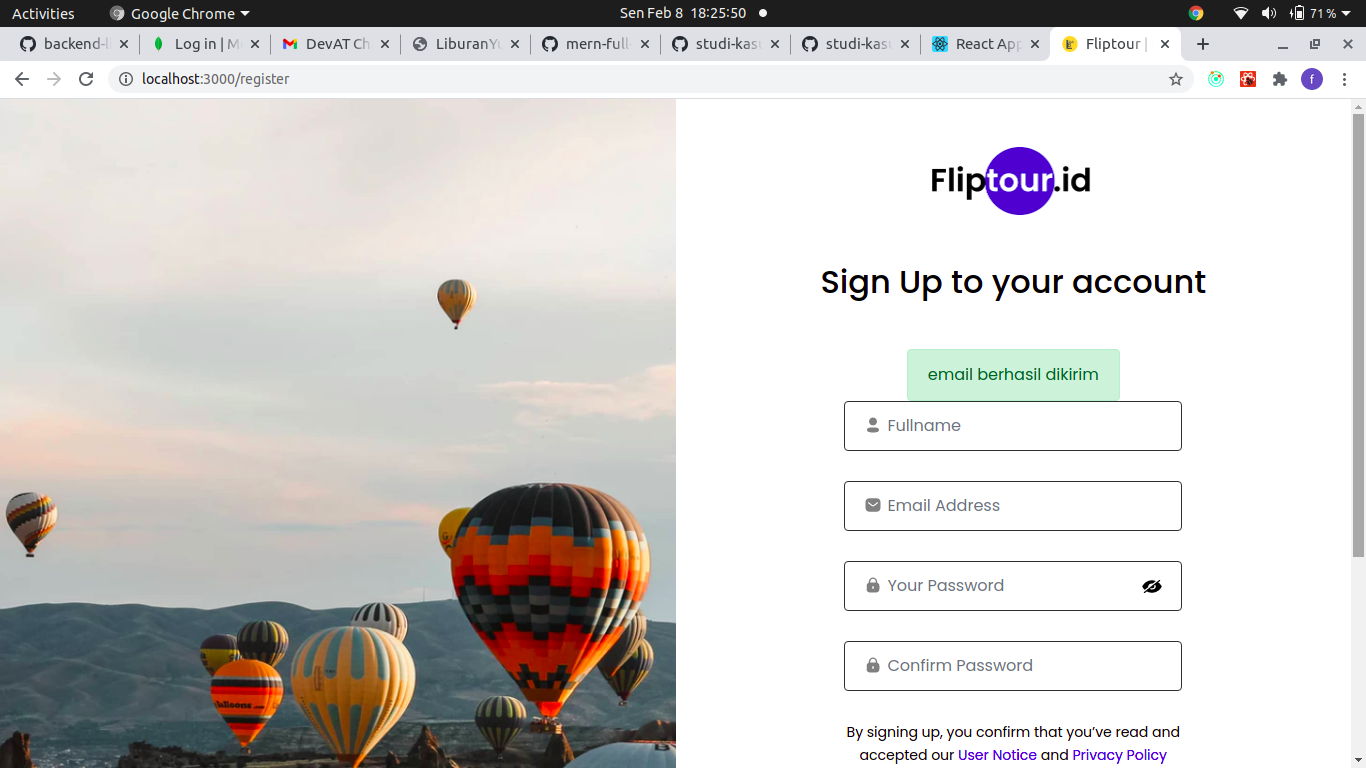 Activities
Google Chrome
Sen Feb 8 18:25:50
71 %
backend-l
Log in | M
DevAT Ch
LiburanYu
mern-full-
studi-kasu
studi-kasu
React App
Fliptour |
localhost:3000/register
f
Fliptour.id
Sign Up to your account
email berhasil dikirim
Fullname
Email Address
Your Password
Confirm Password
By signing up, you confirm that you've read and
accepted our User Notice and Privacy Policy